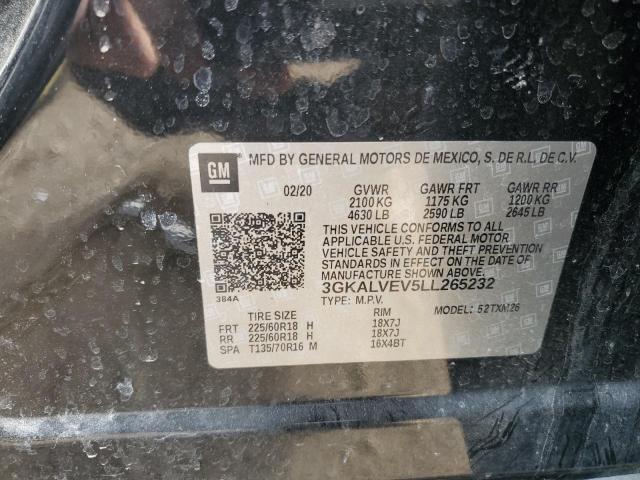 GM
MFD BY GENERAL MOTORS DE MEXICO, S. DE R.L, DE C.V.
02/20 GVWR GAWR FRT GAWR RR
2100 KG 1175 KG 1200 KG
4630 LB 2590 LB 2645 LB
THIS VEHICLE CONFORMS TO ALL
APPLICABLE U.S. FEDERAL MOTOR
VEHICLE SAFETY AND THEFT PREVENTION
STANDARDS IN EFFECT ON THE DATE OF
MANUFACTURE SHOWN ABOVE.
384A
3GKALVEV5LL265232
TYPE: M.P.V. MODEL: 52TXM26
TIRE SIZE RIM
FRT 225/60R18 H 18X7J
RR 225/60R18 H 18X7J
SPA T135/70R16 M 16X4BT